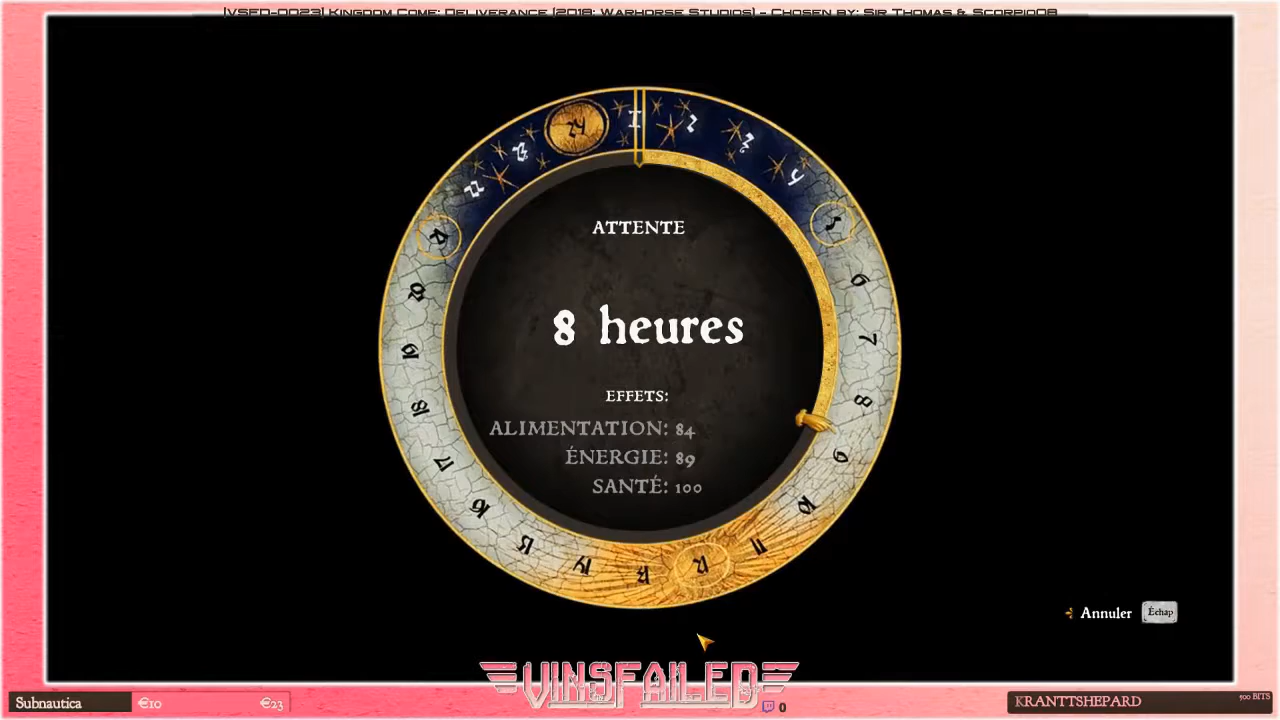 [VSFD-0023] Kingdom Come: Deliverance (2018: Warhorse Studios) - Chosen by: Sir Thomas & Scorpio08
ATTENTE
8 heures
EFFETS:
ALIMENTATION: 84
ÉNERGIE: 89
SANTÉ: 100
Annuler Échap
VINSFAILED
0
Subnautica €10 €23
KRANTTSHEPARD 500 BITS